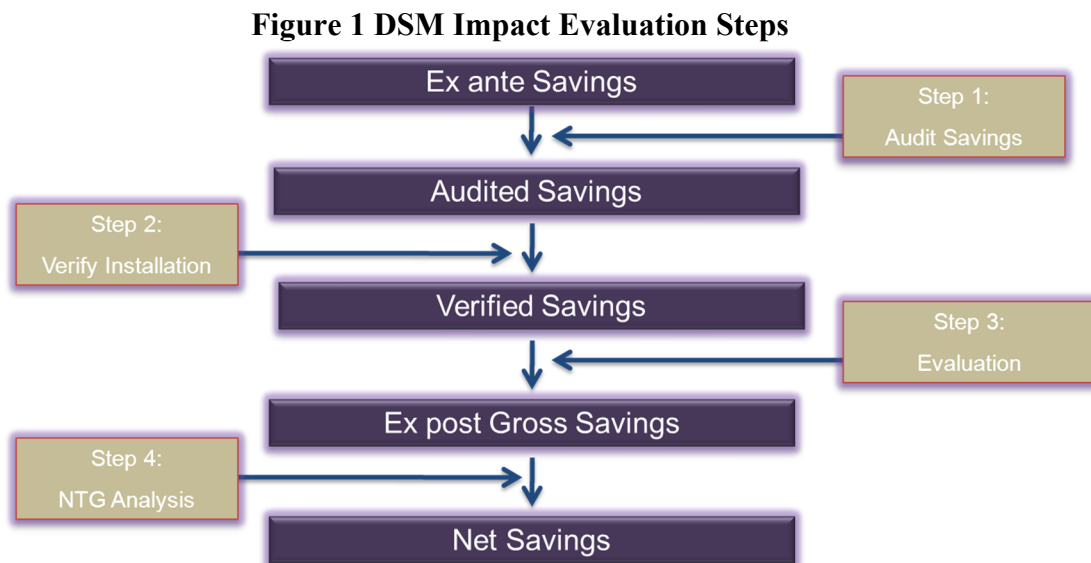 Figure 1 DSM Impact Evaluation Steps
Ex ante Savings
Step 1:
Audit Savings
Audited Savings
Step 2:
Verify Installation
Verified Savings
Step 3:
Evaluation
Ex post Gross Savings
Step 4:
NTG Analysis
Net Savings